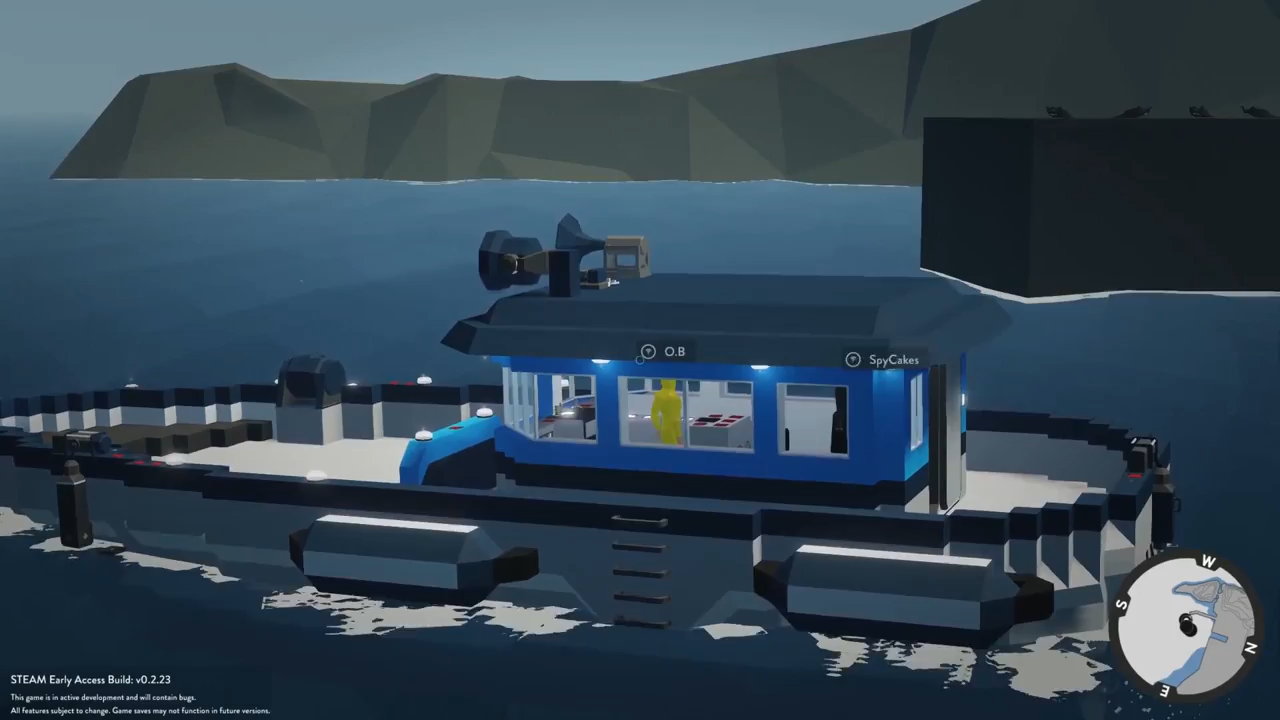 O.B
SpyCakes
W
S
N
E
STEAM Early Access Build: v0.2.23
This game is in active development and will contain bugs.
All features subject to change. Game saves may not function in future versions.